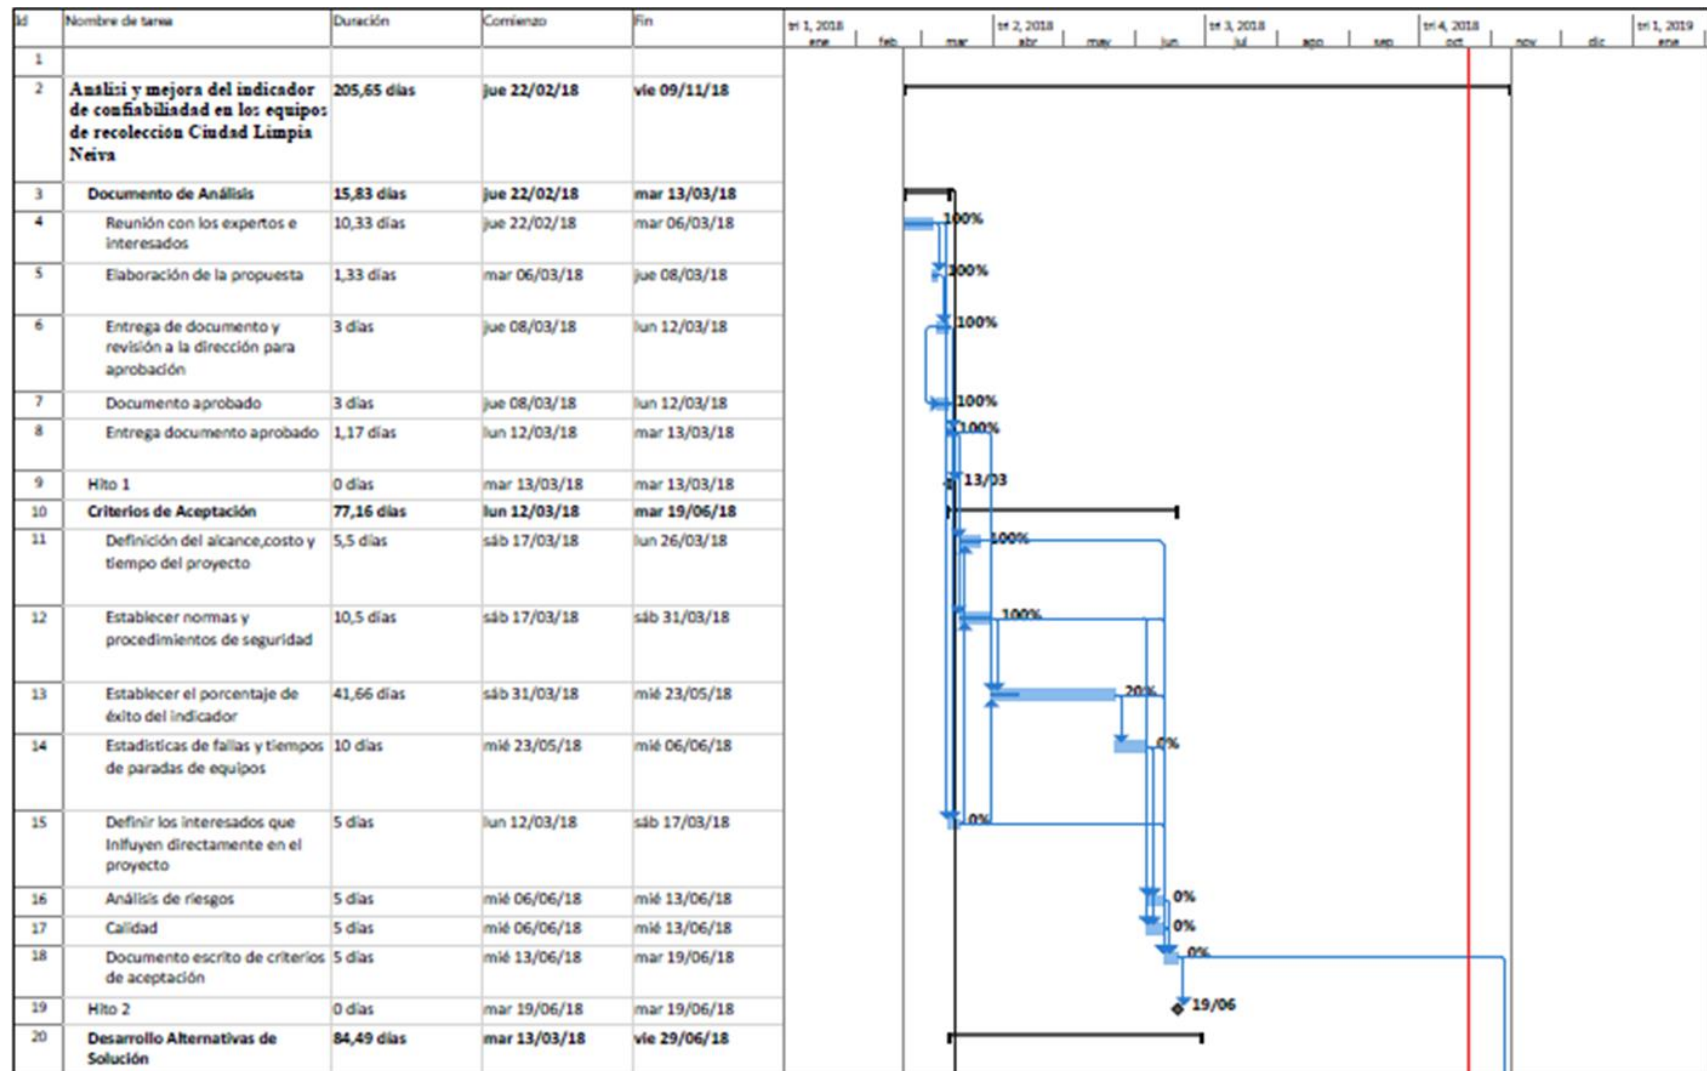 Id Nombre de tarea Duración Comienzo Fin tri 1, 2018 tri 2, 2018 tri 3, 2018 tri 4, 2018 tri 1, 2019
ene feb mar abr may jun jul ago sep oct nov dic ene
1
2 Análisi y mejora del indicador 205,65 días jue 22/02/18 vie 09/11/18
de confiabiliadad en los equipos
de recolección Ciudad Limpia
Neiva
3 Documento de Análisis 15,83 días jue 22/02/18 mar 13/03/18
4 Reunión con los expertos e 10,33 días jue 22/02/18 mar 06/03/18 100%
interesados
5 Elaboración de la propuesta 1,33 días mar 06/03/18 jue 08/03/18 100%
6 Entrega de documento y 3 días jue 08/03/18 lun 12/03/18 100%
revisión a la dirección para
aprobación
7 Documento aprobado 3 días jue 08/03/18 lun 12/03/18 100%
8 Entrega documento aprobado 1,17 días lun 12/03/18 mar 13/03/18 100%
9 Hito 1 0 días mar 13/03/18 mar 13/03/18 13/03
10 Criterios de Aceptación 77,16 días lun 12/03/18 mar 19/06/18
11 Definición del alcance,costo y 5,5 días sáb 17/03/18 lun 26/03/18 100%
tiempo del proyecto
12 Establecer normas y 10,5 días sáb 17/03/18 sáb 31/03/18 100%
procedimientos de seguridad
13 Establecer el porcentaje de 41,66 días sáb 31/03/18 mié 23/05/18 20%
éxito del indicador
14 Estadisticas de fallas y tiempos 10 días mié 23/05/18 mié 06/06/18 0%
de paradas de equipos
15 Definir los interesados que 5 días lun 12/03/18 sáb 17/03/18 0%
Inlfuyen directamente en el
proyecto
16 Análisis de riesgos 5 días mié 06/06/18 mié 13/06/18 0%
17 Calidad 5 días mié 06/06/18 mié 13/06/18 0%
18 Documento escrito de criterios 5 días mié 13/06/18 mar 19/06/18 0%
de aceptación
19 Hito 2 0 días mar 19/06/18 mar 19/06/18 19/06
20 Desarrollo Alternativas de 84,49 días mar 13/03/18 vie 29/06/18
Solución